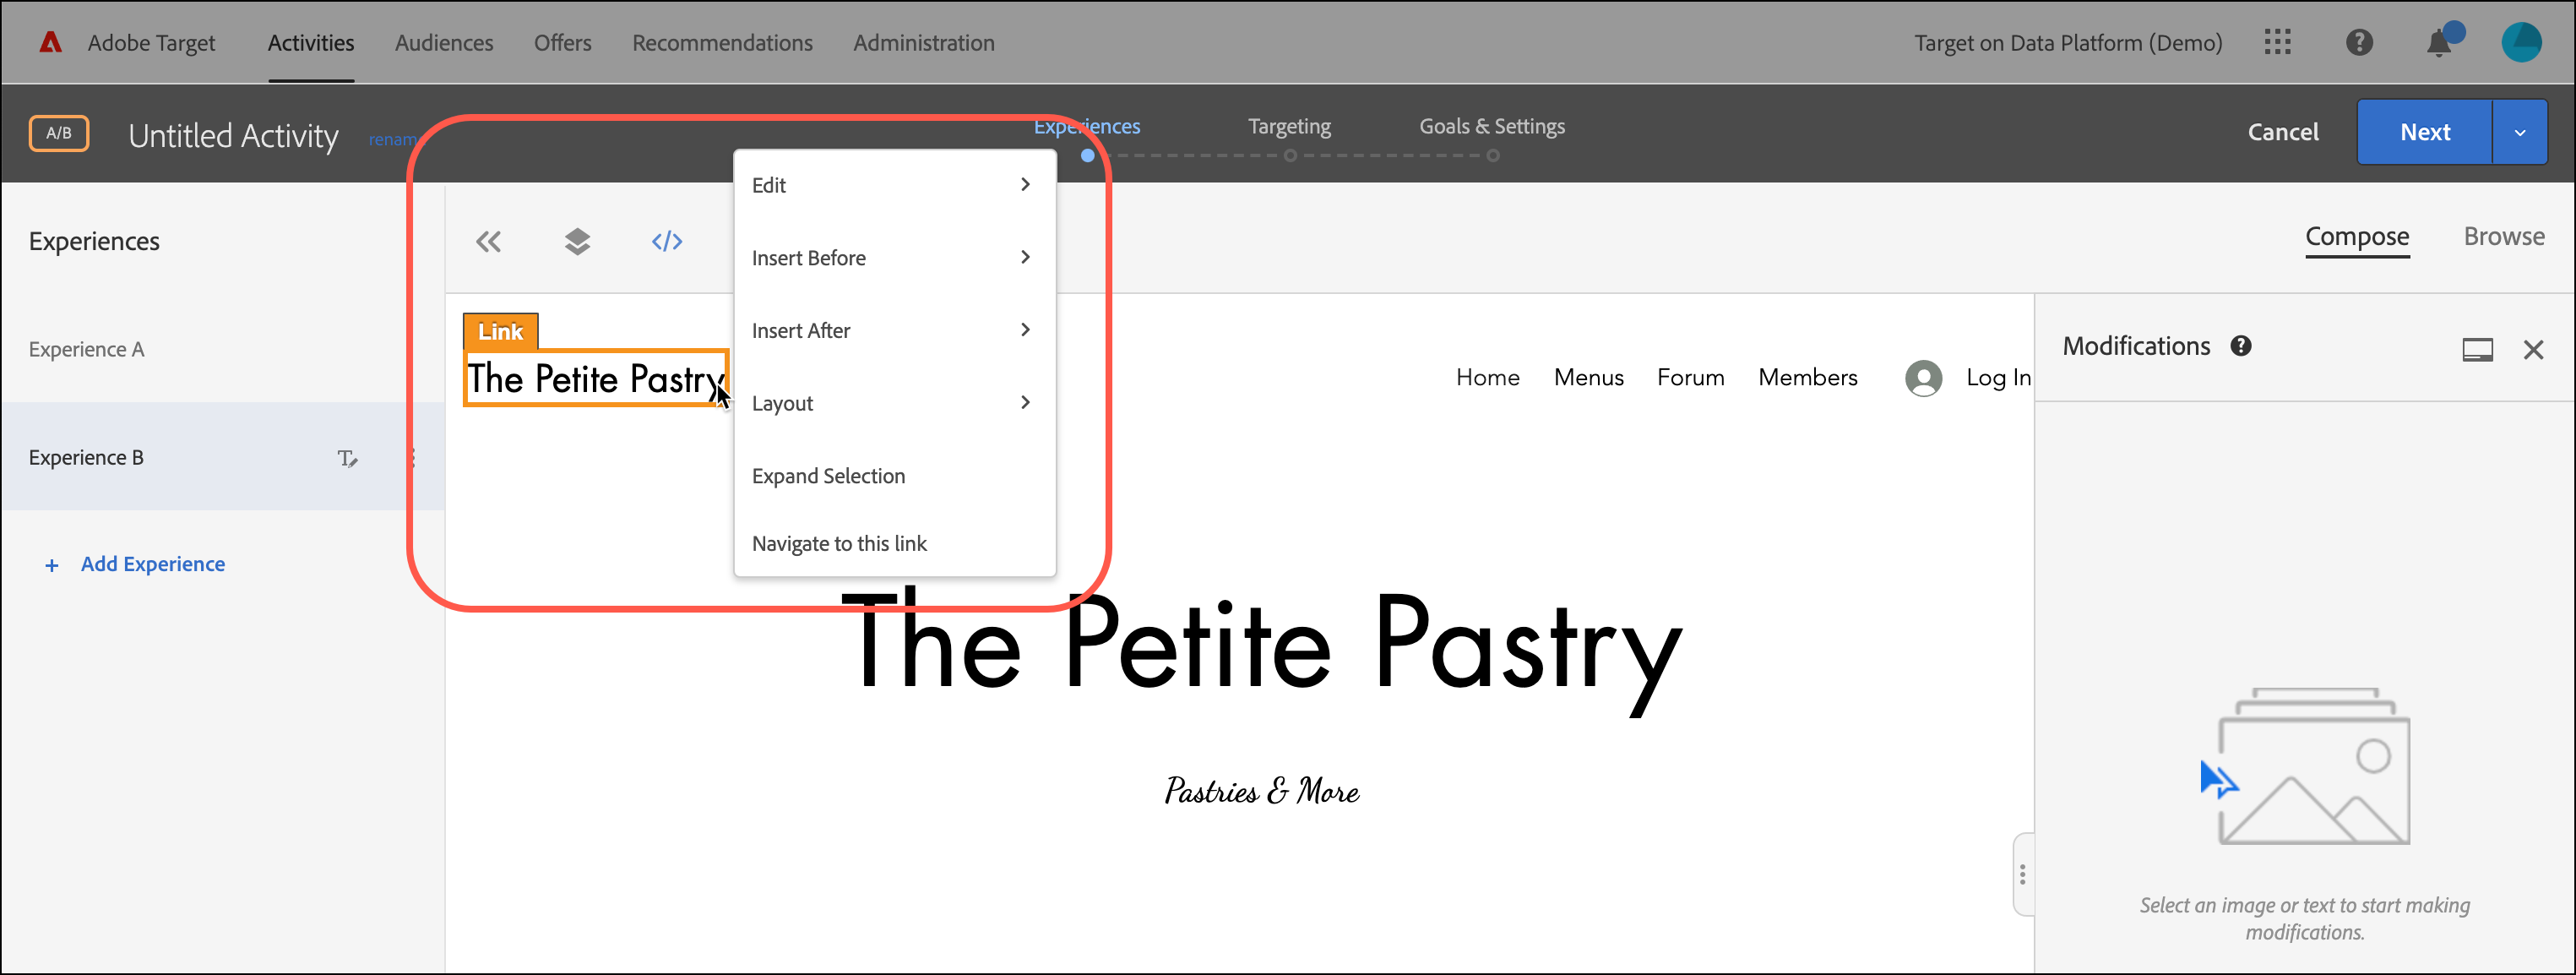 Adobe Target Activities Audiences Offers Recommendations Administration Target on Data Platform (Demo)
A/B Untitled Activity rename Experiences Targeting Goals & Settings Cancel Next
Experiences
Compose Browse
Experience A
Experience B
+ Add Experience
Edit
Insert Before
Insert After
Layout
Expand Selection
Navigate to this link
Link
The Petite Pastry
Home Menus Forum Members Log In
The Petite Pastry
Pastries & More
Modifications
Select an image or text to start making
modifications.